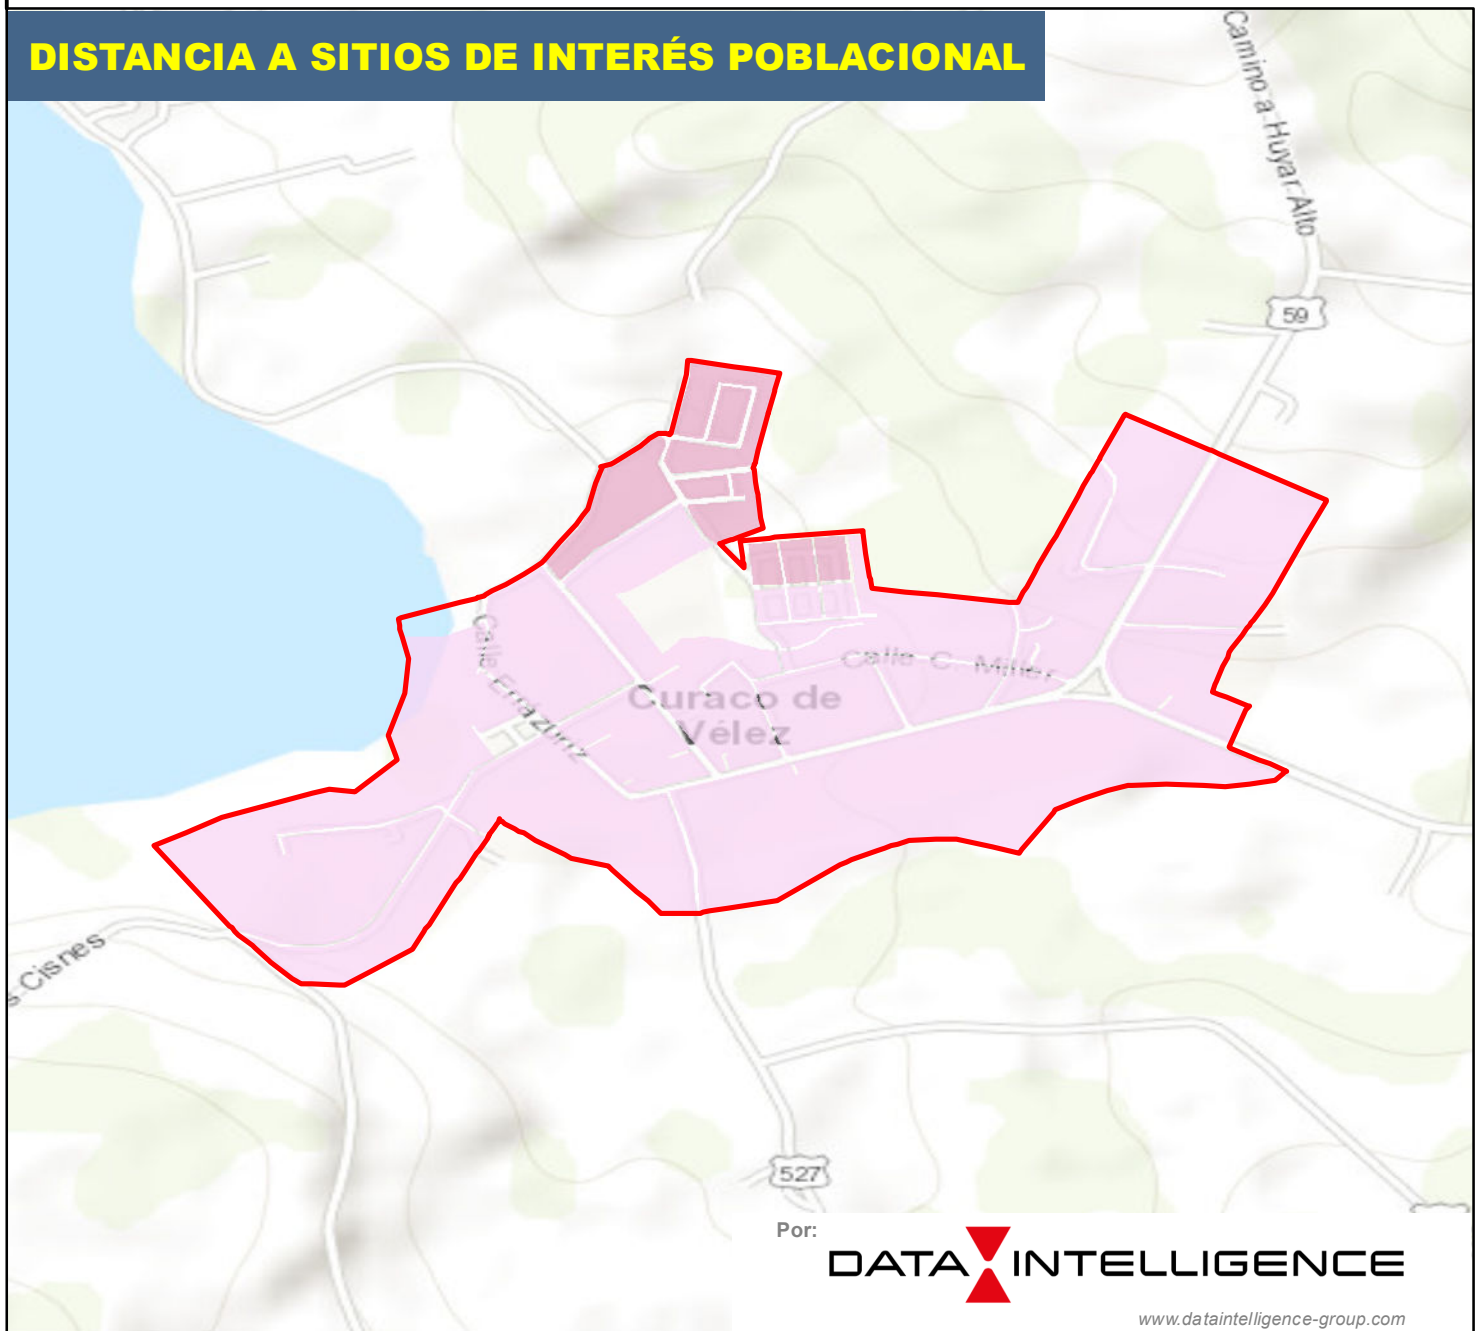 DISTANCIA A SITIOS DE INTERÉS POBLACIONAL
Camino a Huyar Alto
59
Calle Errázuriz
Calle C. Miller
Curaco de
Vélez
s-Cisnes
527
Por:
DATA INTELLIGENCE
www.dataintelligence-group.com